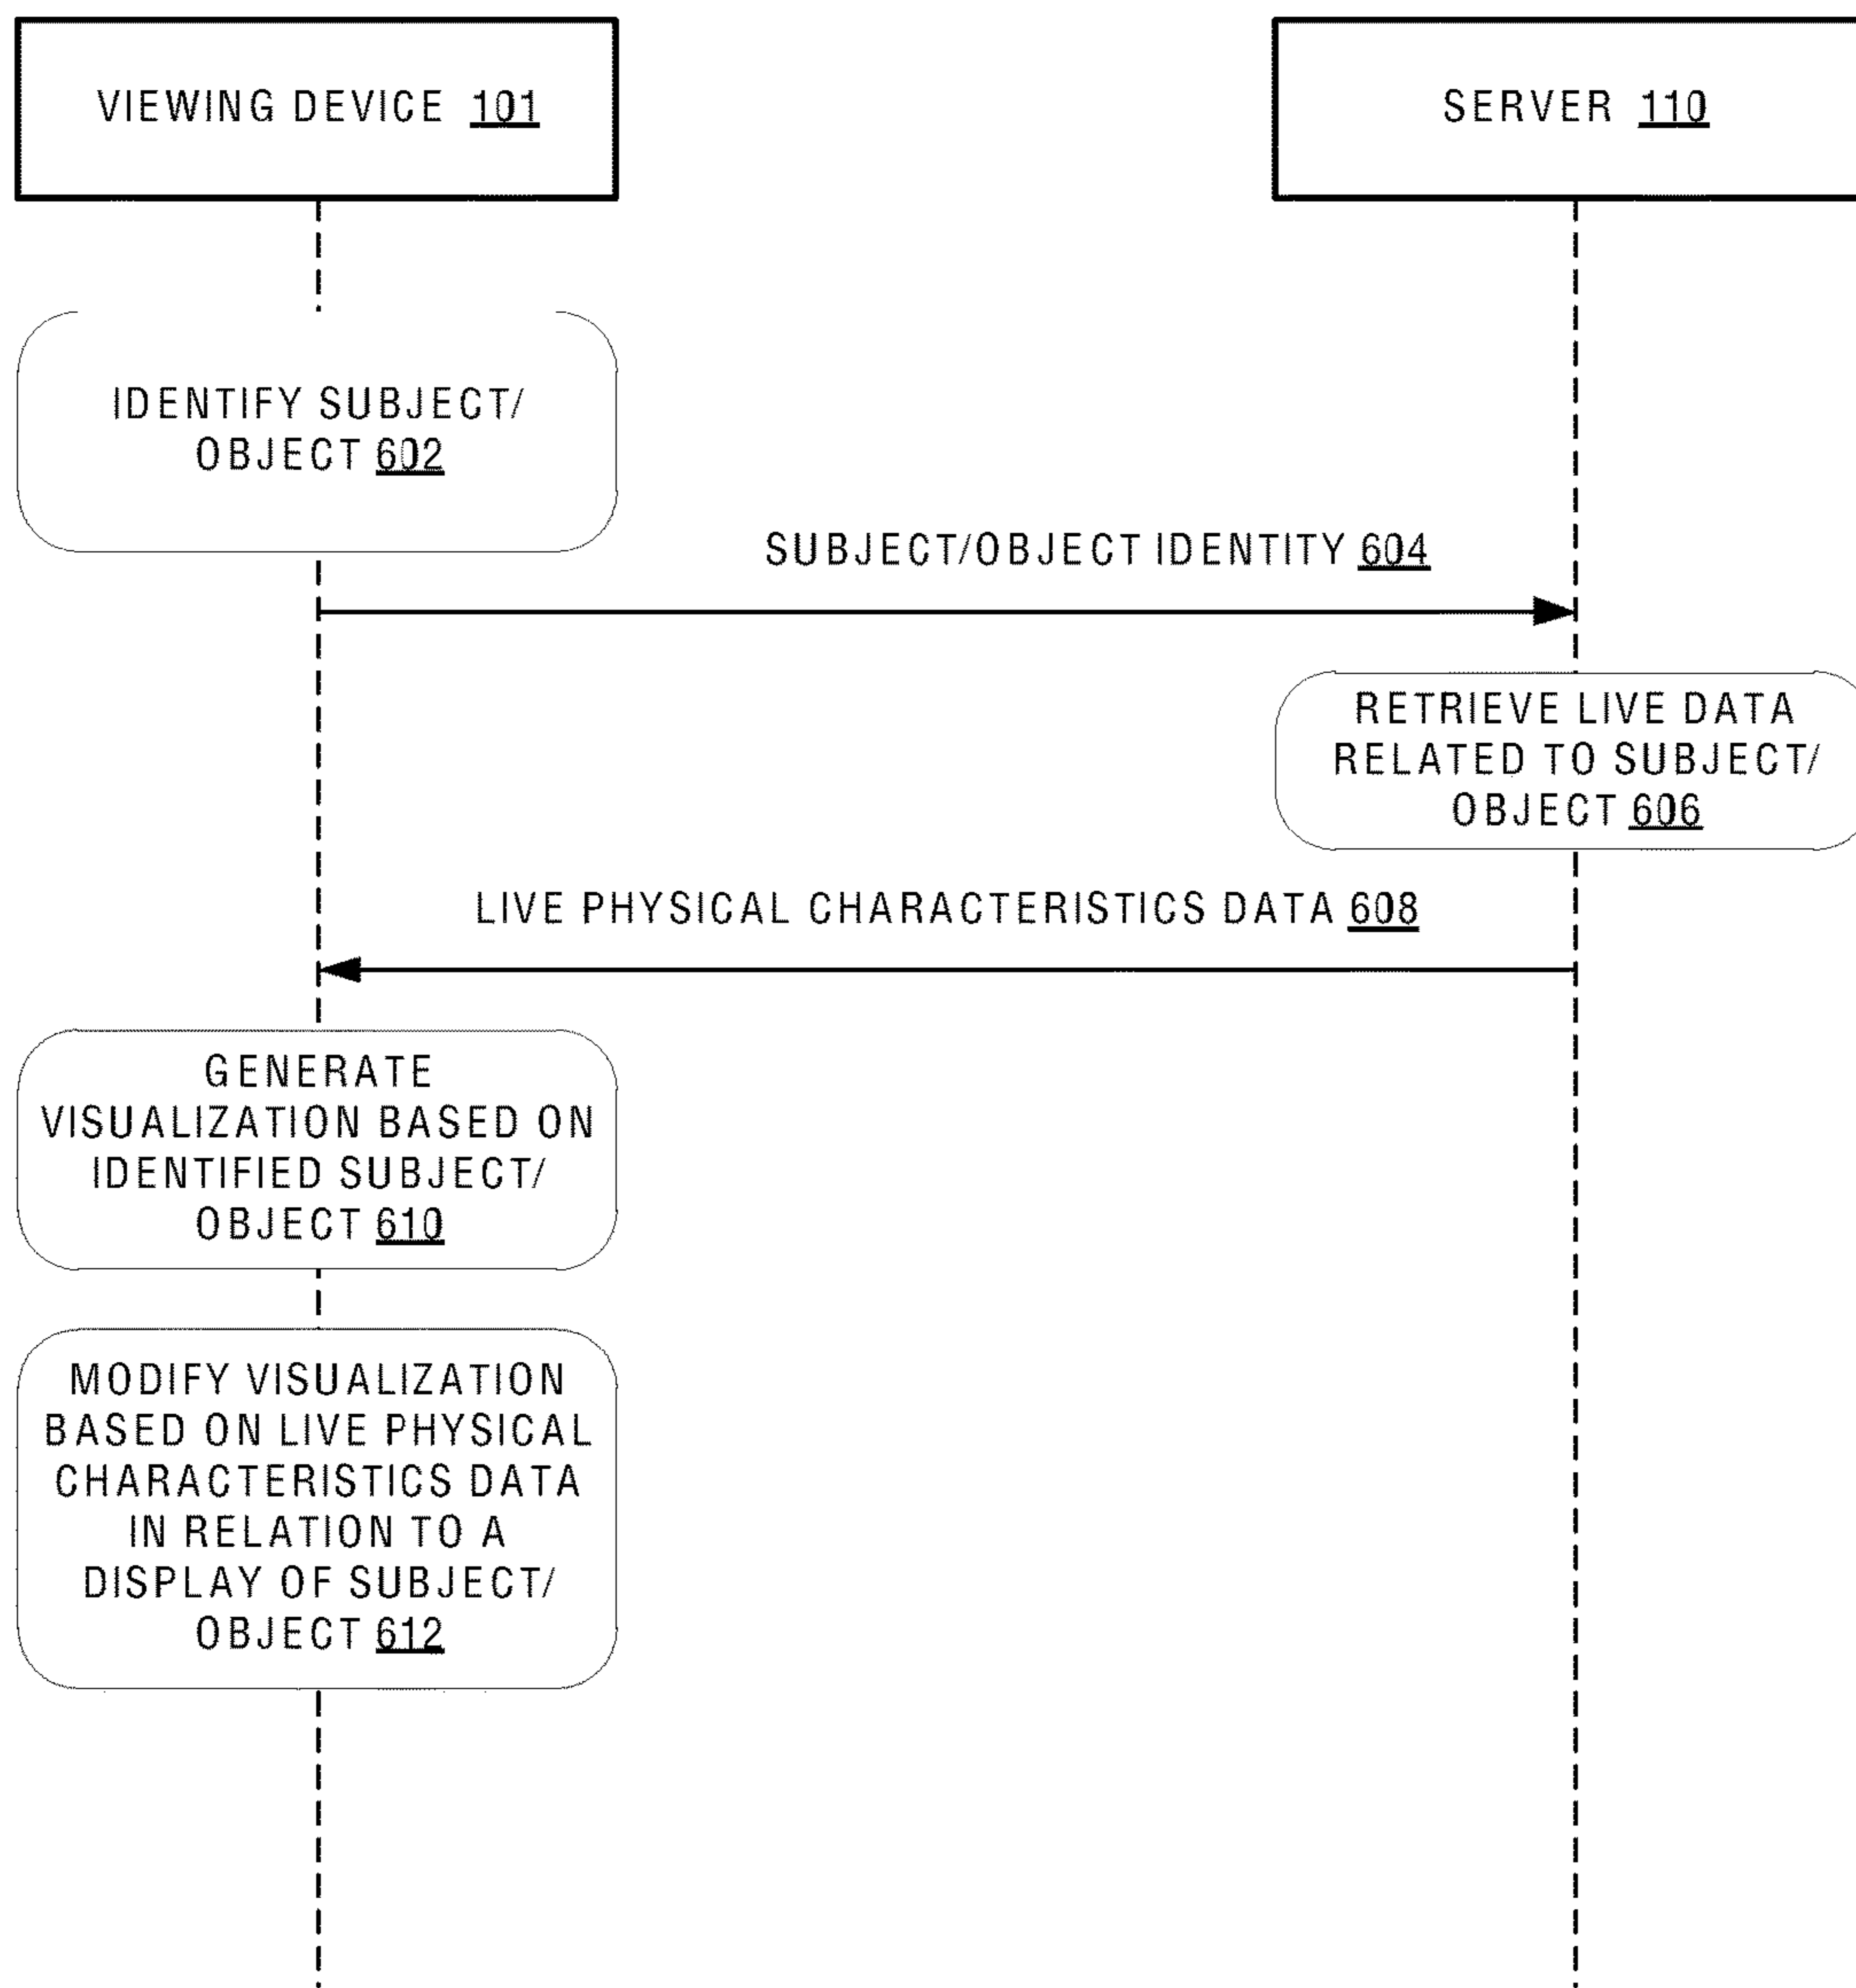 VIEWING DEVICE 101
SERVER 110
IDENTIFY SUBJECT/
OBJECT 602
SUBJECT/OBJECT IDENTITY 604
RETRIEVE LIVE DATA
RELATED TO SUBJECT/
OBJECT 606
LIVE PHYSICAL CHARACTERISTICS DATA 608
GENERATE
VISUALIZATION BASED ON
IDENTIFIED SUBJECT/
OBJECT 610
MODIFY VISUALIZATION
BASED ON LIVE PHYSICAL
CHARACTERISTICS DATA
IN RELATION TO A
DISPLAY OF SUBJECT/
OBJECT 612